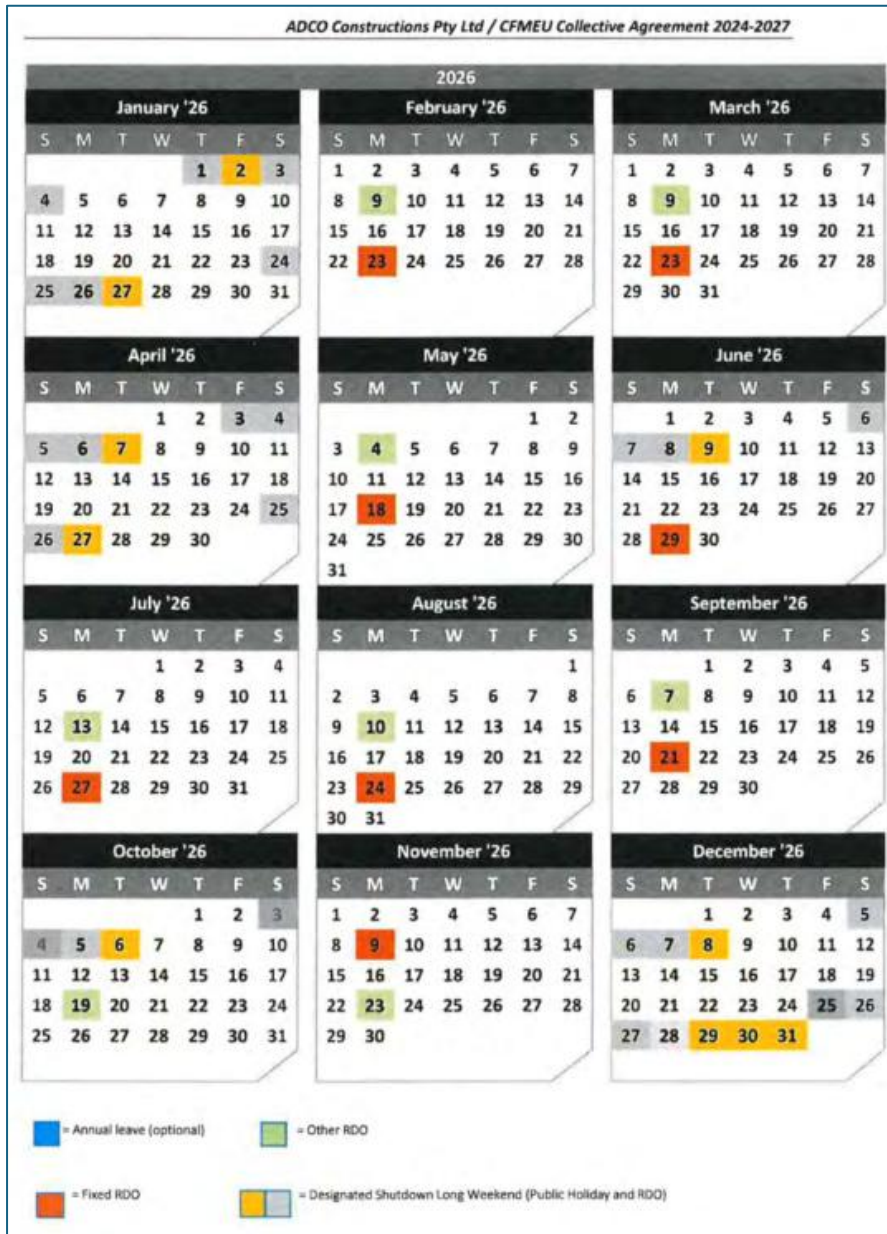 ADCO Constructions Pty Ltd / CFMEU Collective Agreement 2024-2027
2026
January '26 February '26 March '26
S M T W T F S S M T W T F S S M T W T F S
1 2 3 1 2 3 4 5 6 7 1 2 3 4 5 6 7
4 5 6 7 8 9 10 8 9 10 11 12 13 14 8 9 10 11 12 13 14
11 12 13 14 15 16 17 15 16 17 18 19 20 21 15 16 17 18 19 20 21
18 19 20 21 22 23 24 22 23 24 25 26 27 28 22 23 24 25 26 27 28
25 26 27 28 29 30 31 29 30 31
April '26 May '26 June '26
S M T W T F S S M T W T F S S M T W T F S
1 2 3 4 1 2 1 2 3 4 5 6
5 6 7 8 9 10 11 3 4 5 6 7 8 9 7 8 9 10 11 12 13
12 13 14 15 16 17 18 10 11 12 13 14 15 16 14 15 16 17 18 19 20
19 20 21 22 23 24 25 17 18 19 20 21 22 23 21 22 23 24 25 26 27
26 27 28 29 30 24 25 26 27 28 29 30 28 29 30
31
July '26 August '26 September '26
S M T W T F S S M T W T F S S M T W T F S
1 2 3 4 1 1 2 3 4 5
5 6 7 8 9 10 11 2 3 4 5 6 7 8 6 7 8 9 10 11 12
12 13 14 15 16 17 18 9 10 11 12 13 14 15 13 14 15 16 17 18 19
19 20 21 22 23 24 25 16 17 18 19 20 21 22 20 21 22 23 24 25 26
26 27 28 29 30 31 23 24 25 26 27 28 29 27 28 29 30
30 31
October '26 November '26 December '26
S M T W T F S S M T W T F S S M T W T F S
1 2 3 1 2 3 4 5 6 7 1 2 3 4 5
4 5 6 7 8 9 10 8 9 10 11 12 13 14 6 7 8 9 10 11 12
11 12 13 14 15 16 17 15 16 17 18 19 20 21 13 14 15 16 17 18 19
18 19 20 21 22 23 24 22 23 24 25 26 27 28 20 21 22 23 24 25 26
25 26 27 28 29 30 31 29 30 27 28 29 30 31
= Annual leave (optional) = Other RDO
= Fixed RDO = Designated Shutdown Long Weekend (Public Holiday and RDO)